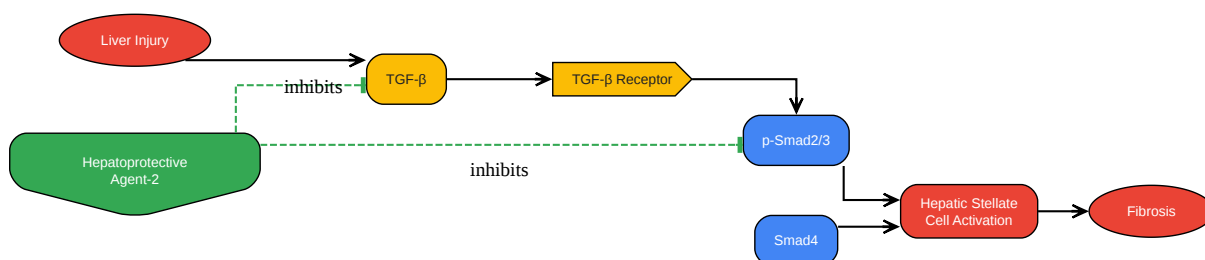 Liver Injury
TGF-β
inhibits
TGF-β Receptor
p-Smad2/3
Hepatoprotective
Agent-2
inhibits
Hepatic Stellate
Cell Activation
Fibrosis
Smad4